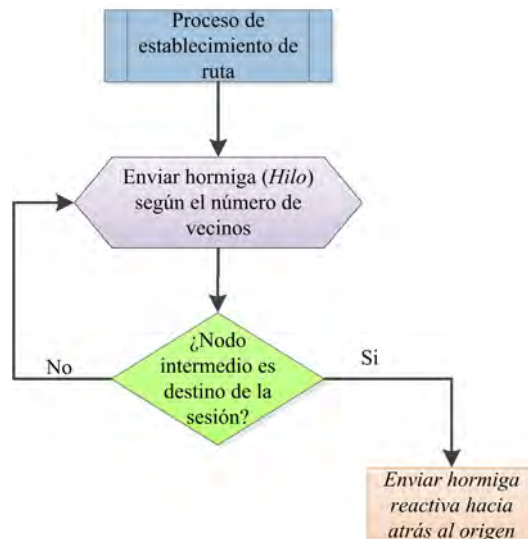 Proceso de
establecimiento de
ruta
Enviar hormiga (Hilo)
según el número de
vecinos
¿Nodo
intermedio es
destino de la
sesión?
No
Si
Enviar hormiga
reactiva hacia
atrás al origen